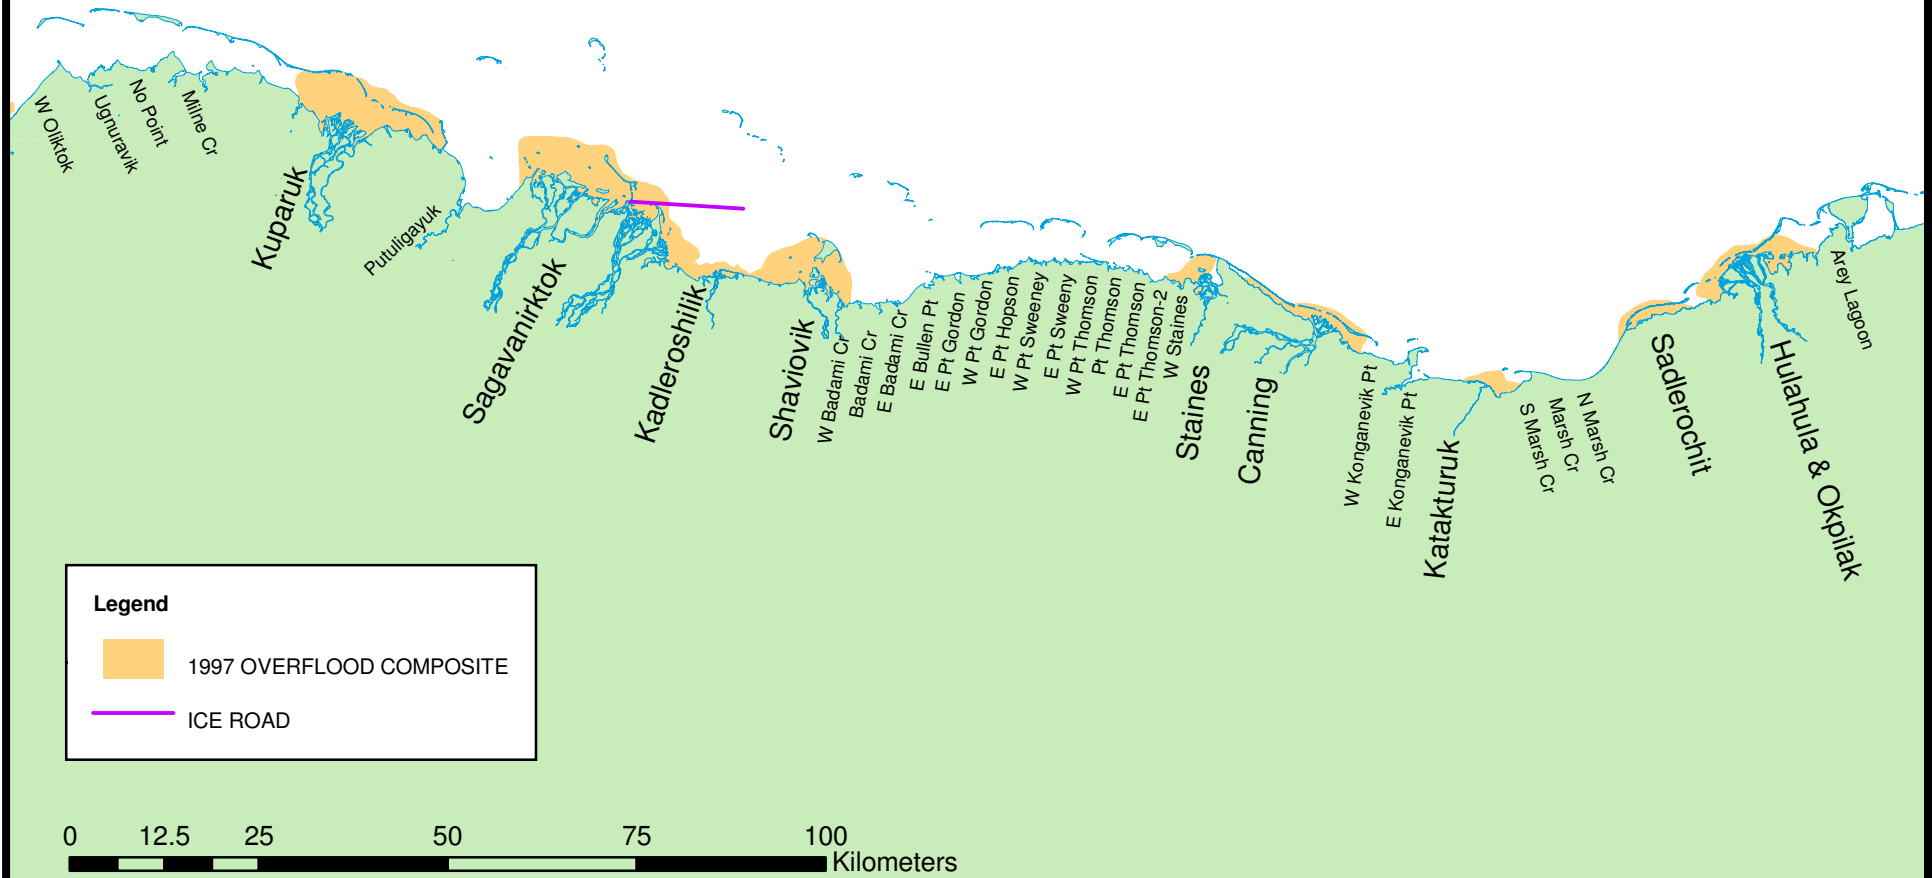 W Oliktok
Ugnuravik
No Point
Milne Cr
Kuparuk
Putuligayuk
Sagavanirktok
Kadleroshilik
Shaviovik
W Badami Cr
Badami Cr
E Badami Cr
E Bullen Pt
E Pt Gordon
W Pt Gordon
E Pt Hopson
W Pt Sweeney
E Pt Sweeny
W Pt Thomson
Pt Thomson
E Pt Thomson
E Pt Thomson-2
W Staines
Staines
Canning
W Konganevik Pt
E Konganevik Pt
Katakturuk
S Marsh Cr
Marsh Cr
N Marsh Cr
Sadlerochit
Hulahula & Okpilak
Arey Lagoon
Legend
1997 OVERFLOOD COMPOSITE
ICE ROAD
0 12.5 25 50 75 100
Kilometers